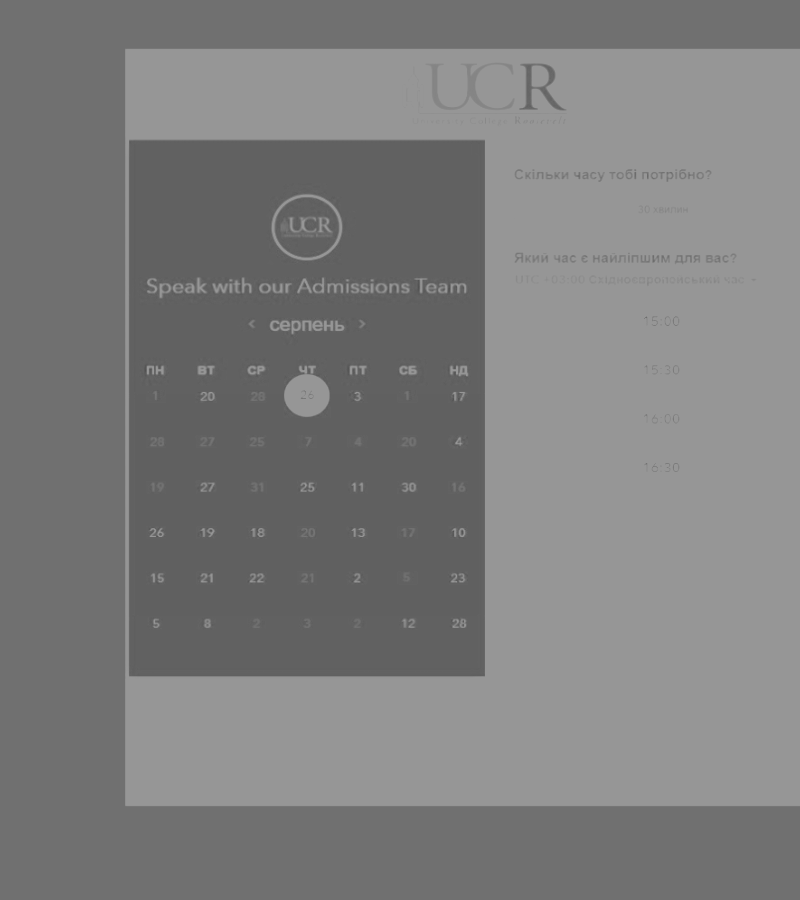 UCR
University College Roosevelt
UCR
Speak with our Admissions Team
< серпень >
ПН ВТ СР ЧТ ПТ СБ НД
1 20 28 26 3 1 17
28 27 25 7 4 20 4
19 27 31 25 11 30 16
26 19 18 20 13 17 10
15 21 22 21 2 5 23
5 8 2 3 2 12 28
Скільки часу тобі потрібно?
30 хвилин
Який час є наиліпшим для вас?
UTC +03:00 Східноєвропейський час
15:00
15:30
16:00
16:30